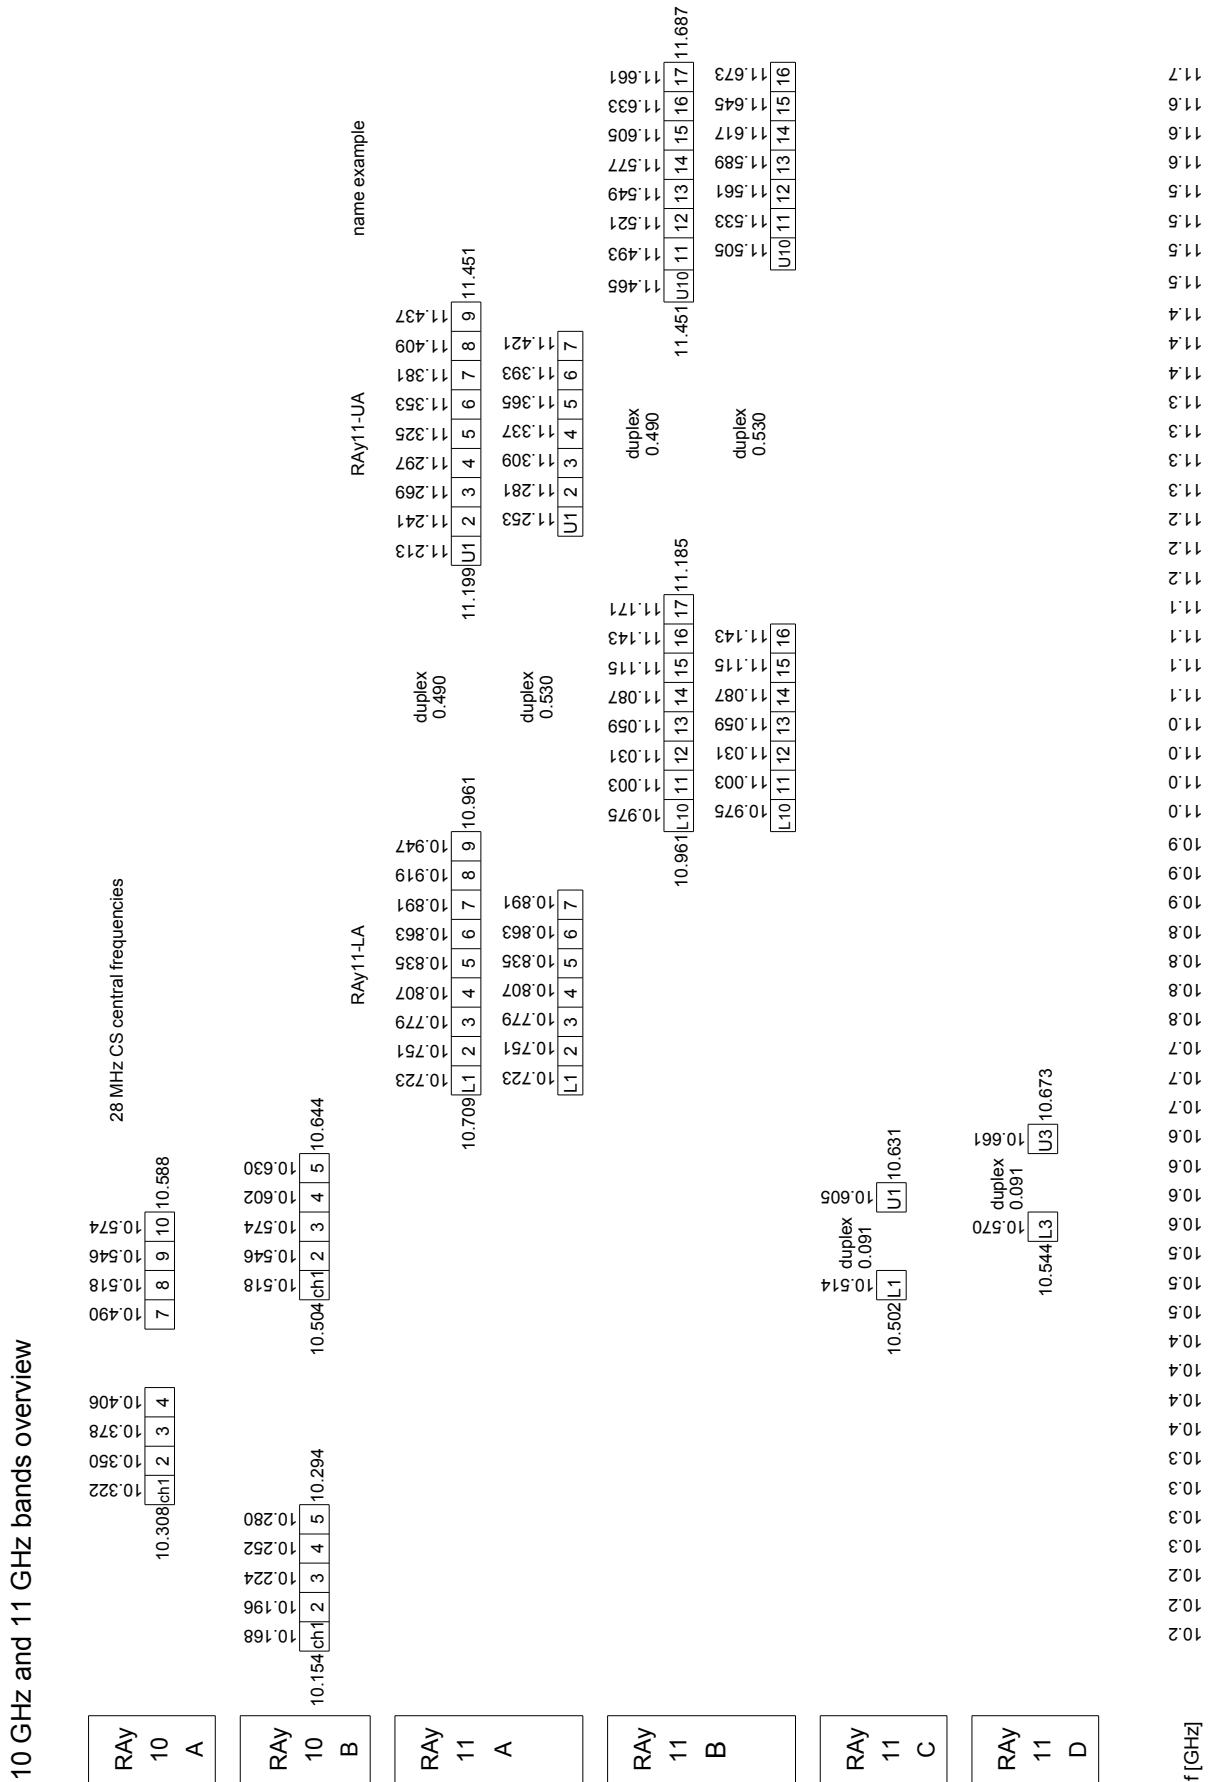 10 GHz and 11 GHz bands overview
RAy
10
A
10.308
10.322 10.350 10.378 10.406 10.490 10.518 10.546 10.574
ch1 2 3 4 7 8 9 10
10.588
28 MHz CS central frequencies
RAy
10
B
10.154
10.168 10.196 10.224 10.252 10.280
ch1 2 3 4 5
10.294
10.504
10.518 10.546 10.574 10.602 10.630
ch1 2 3 4 5
10.644
RAy11-LA
RAy11-UA
name example
RAy
11
A
10.709
10.723 10.751 10.779 10.807 10.835 10.863 10.891 10.919 10.947
L1 2 3 4 5 6 7 8 9
10.961
duplex
0.490
11.199
11.213 11.241 11.269 11.297 11.325 11.353 11.381 11.409 11.437
U1 2 3 4 5 6 7 8 9
11.451
10.723 10.751 10.779 10.807 10.835 10.863 10.891
L1 2 3 4 5 6 7
duplex
0.530
11.253 11.281 11.309 11.337 11.365 11.393 11.421
U1 2 3 4 5 6 7
RAy
11
B
10.961
10.975 11.003 11.031 11.059 11.087 11.115 11.143 11.171
L10 11 12 13 14 15 16 17
11.185
duplex
0.490
11.451
11.465 11.493 11.521 11.549 11.577 11.605 11.633 11.661
U10 11 12 13 14 15 16 17
11.687
10.975 11.003 11.031 11.059 11.087 11.115 11.143
L10 11 12 13 14 15 16
duplex
0.530
11.505 11.533 11.561 11.589 11.617 11.645 11.673
U10 11 12 13 14 15 16
RAy
11
C
10.502
10.514
L1
duplex
0.091
10.605
U1
10.631
RAy
11
D
10.544
10.570
L3
duplex
0.091
10.661
U3
10.673
f [GHz]
10.2 10.2 10.2 10.3 10.3 10.3 10.3 10.4 10.4 10.4 10.4 10.5 10.5 10.5 10.6 10.6 10.6 10.6 10.7 10.7 10.7 10.8 10.8 10.8 10.8 10.9 10.9 10.9 11.0 11.0 11.0 11.0 11.1 11.1 11.1 11.1 11.2 11.2 11.2 11.3 11.3 11.3 11.3 11.4 11.4 11.4 11.5 11.5 11.5 11.5 11.6 11.6 11.6 11.7